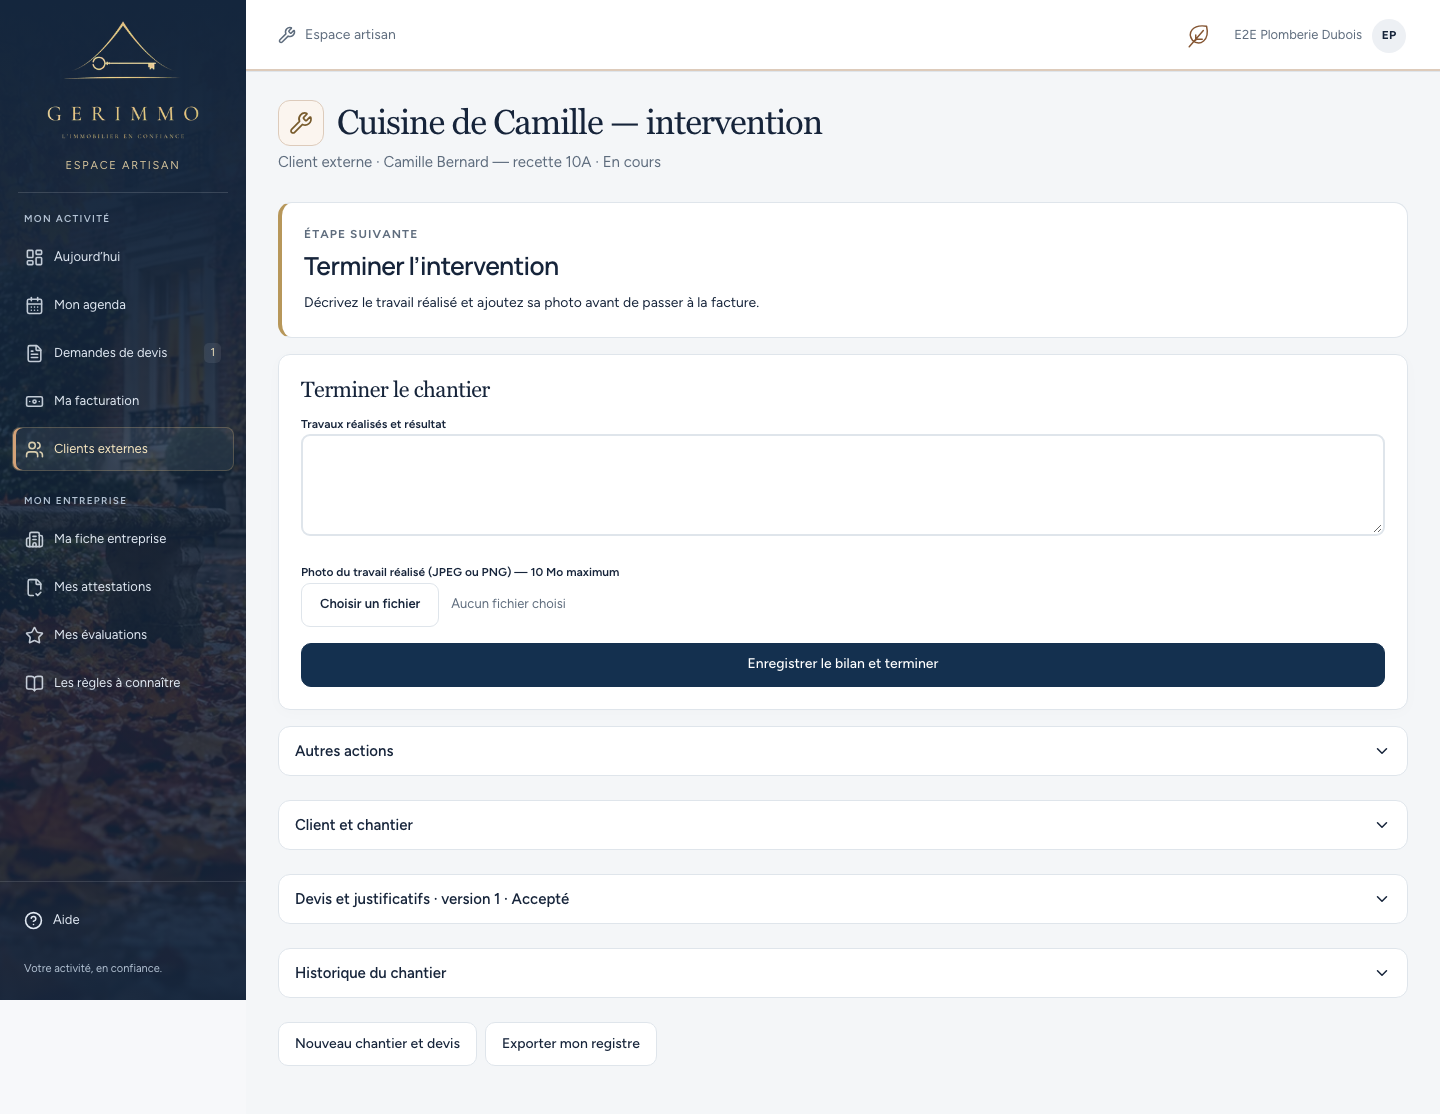 GERIMMO
L'IMMOBILIER EN CONFIANCE
ESPACE ARTISAN
MON ACTIVITÉ
Aujourd'hui
Mon agenda
Demandes de devis 1
Ma facturation
Clients externes
MON ENTREPRISE
Ma fiche entreprise
Mes attestations
Mes évaluations
Les règles à connaître
Aide
Votre activité, en confiance.
Espace artisan
E2E Plomberie Dubois EP
Cuisine de Camille — intervention
Client externe · Camille Bernard — recette 10A · En cours
ÉTAPE SUIVANTE
Terminer l’intervention
Décrivez le travail réalisé et ajoutez sa photo avant de passer à la facture.
Terminer le chantier
Travaux réalisés et résultat
Photo du travail réalisé (JPEG ou PNG) — 10 Mo maximum
Choisir un fichier Aucun fichier choisi
Enregistrer le bilan et terminer
Autres actions
Client et chantier
Devis et justificatifs · version 1 · Accepté
Historique du chantier
Nouveau chantier et devis Exporter mon registre